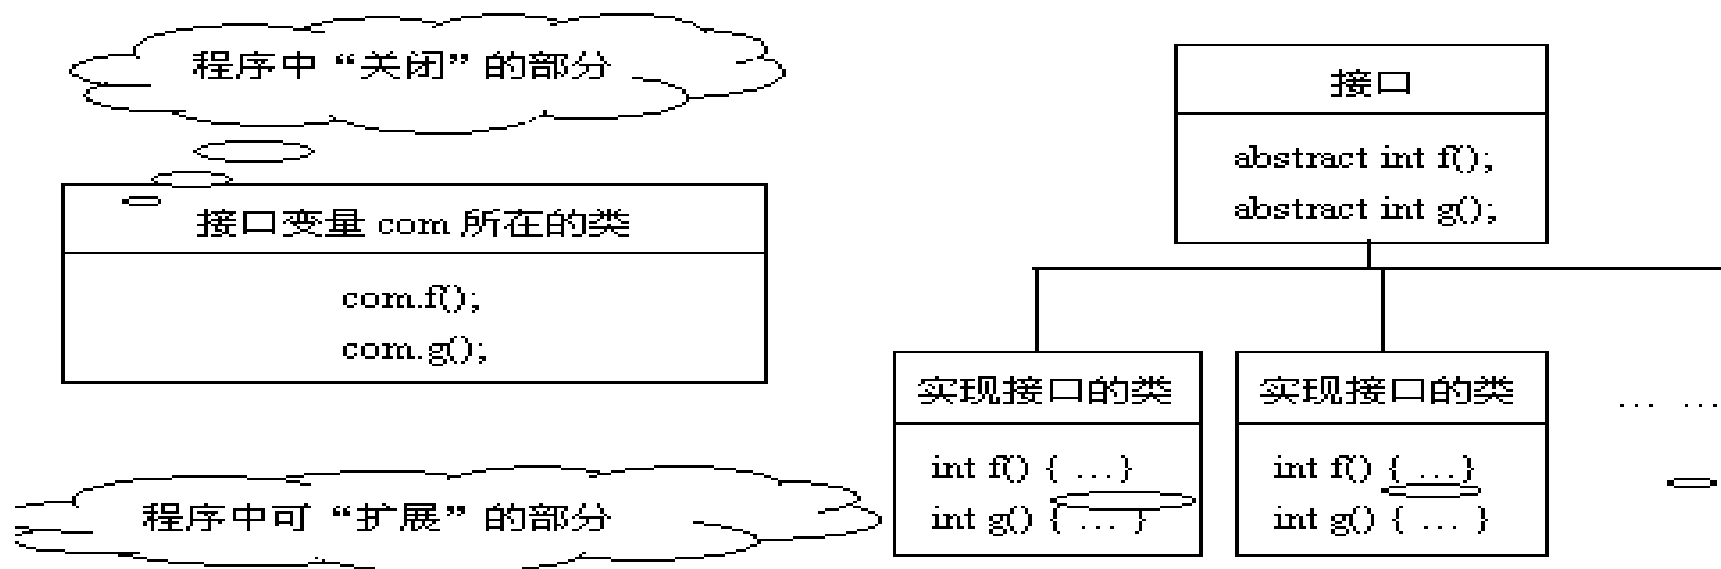 程序中“关闭”的部分
接口变量 com 所在的类
com.f();
com.g();
程序中可“扩展”的部分
接口
abstract int f();
abstract int g();
实现接口的类
int f() { ...}
int g() { ... }
实现接口的类
int f() { ...}
int g() { ... }
... ...